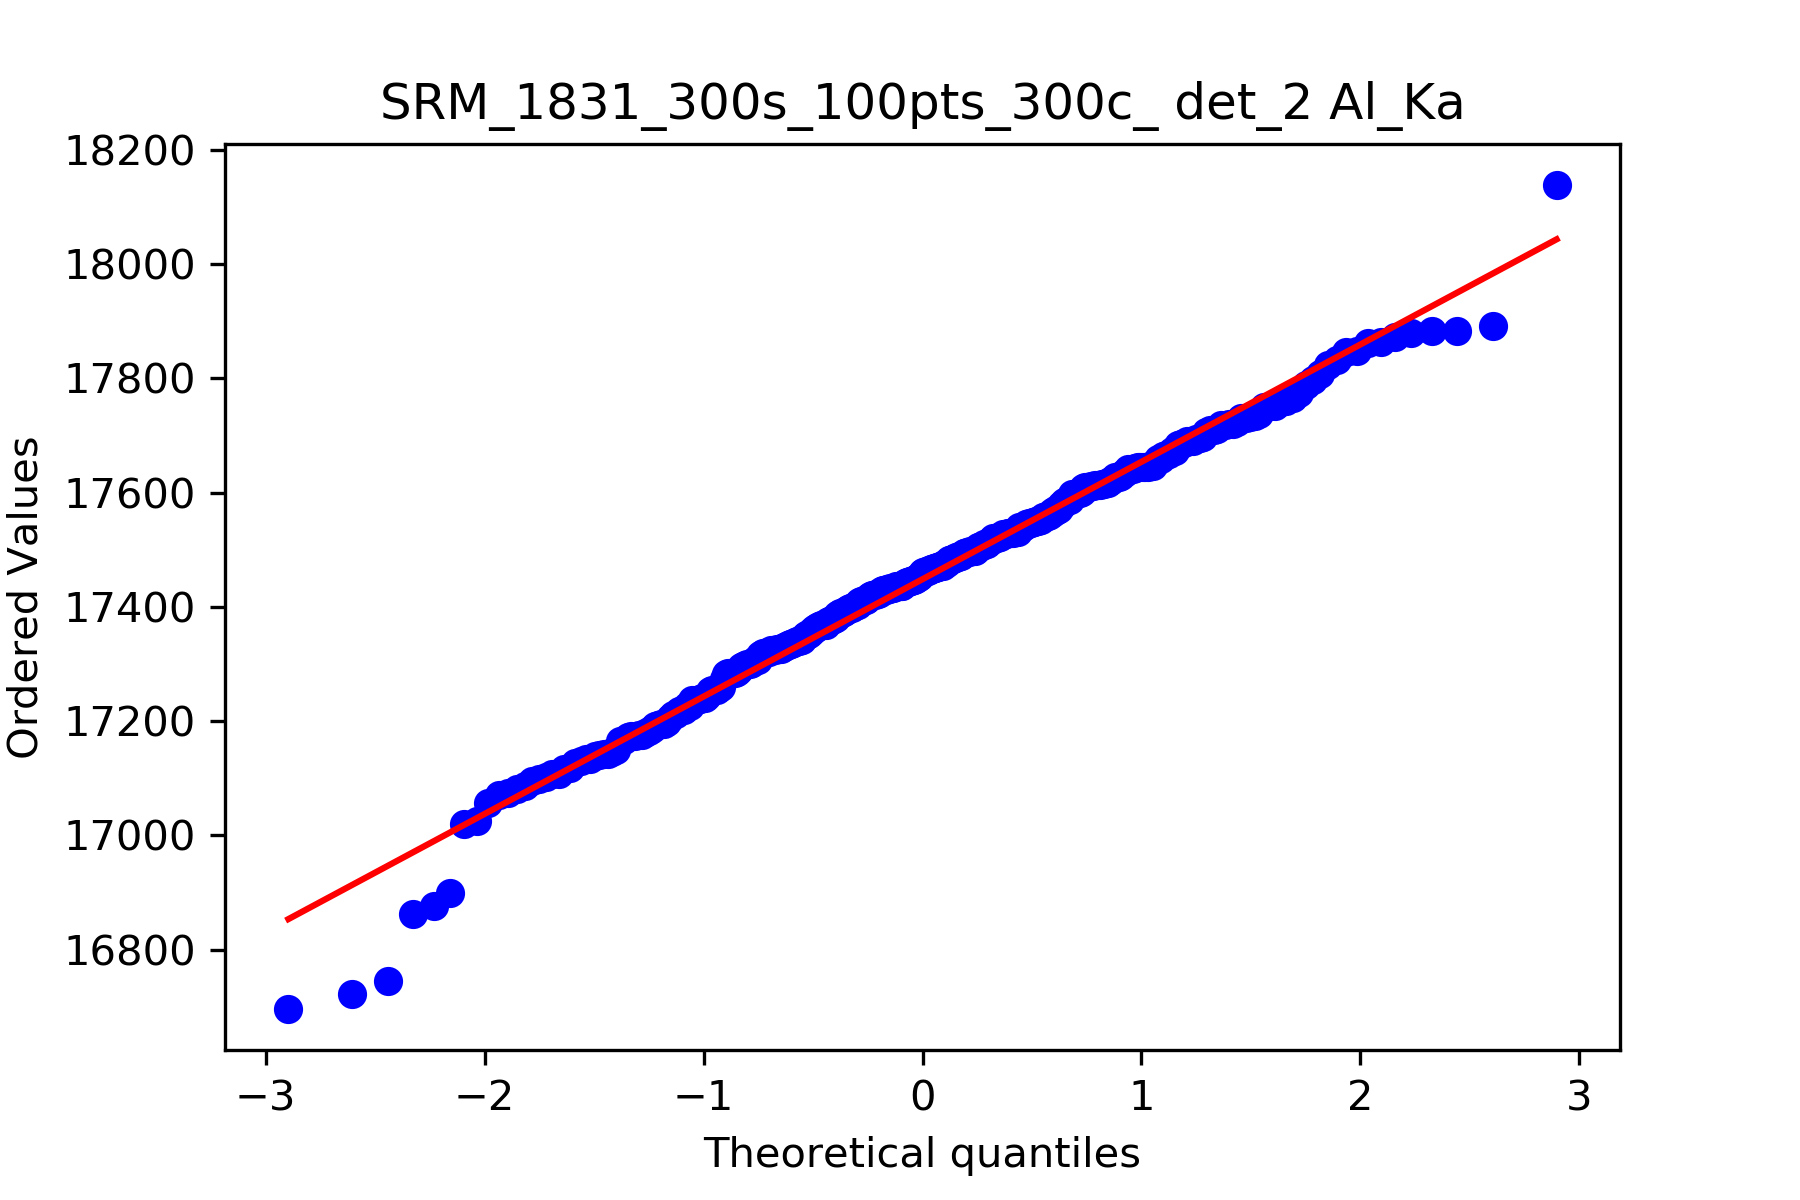 SRM_1831_300s_100pts_300c_ det_2 Al_Ka
18200
18000
17800
17600
17400
17200
17000
16800
Ordered Values
−3 −2 −1 0 1 2 3
Theoretical quantiles